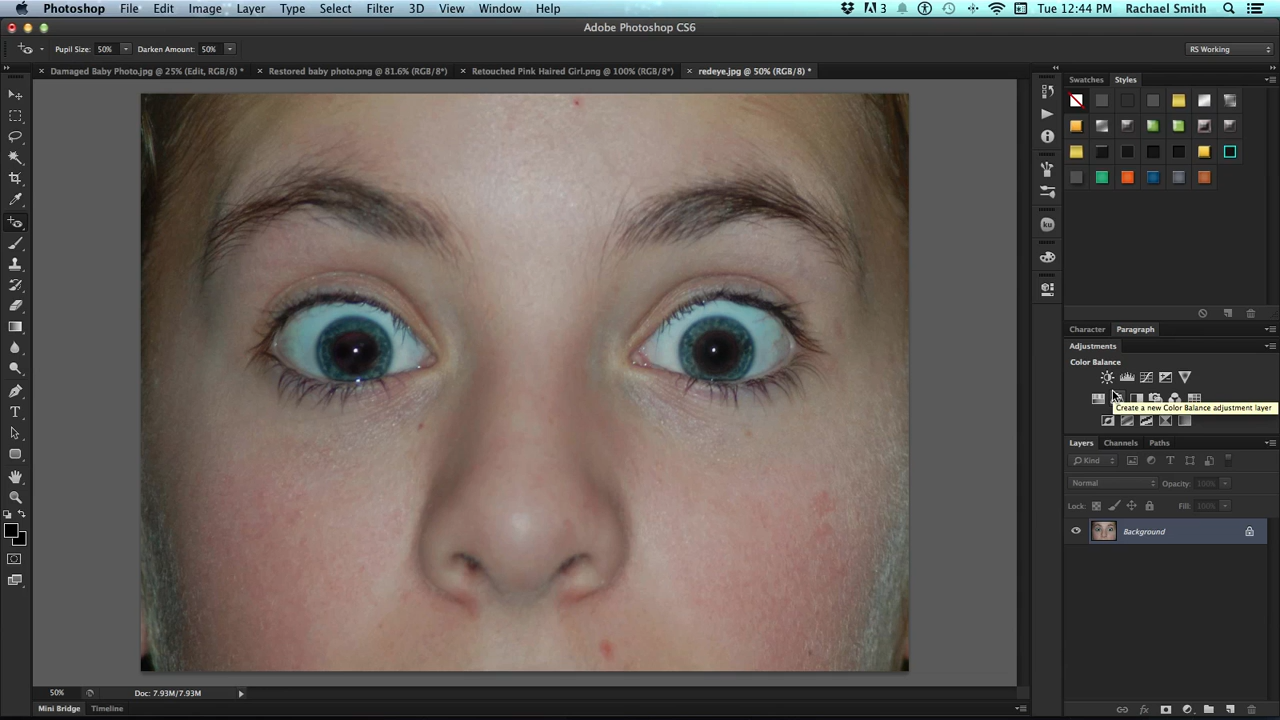 Photoshop File Edit Image Layer Type Select Filter 3D View Window Help 3 Tue 12:44 PM Rachael Smith
Adobe Photoshop CS6
Pupil Size: 50% Darken Amount: 50% RS Working
Damaged Baby Photo.jpg @ 25% (Edit, RGB/8) * Restored baby photo.png @ 81.6% (RGB/8*) Retouched Pink Haired Girl.png @ 100% (RGB/8*) redeye.jpg @ 50% (RGB/8) *
Swatches Styles
ku
Character Paragraph
Adjustments
Color Balance
Create a new Color Balance adjustment layer
Layers Channels Paths
Kind
Normal Opacity: 100%
Lock: Fill: 100%
Background
50% Doc: 7.93M/7.93M
Mini Bridge Timeline